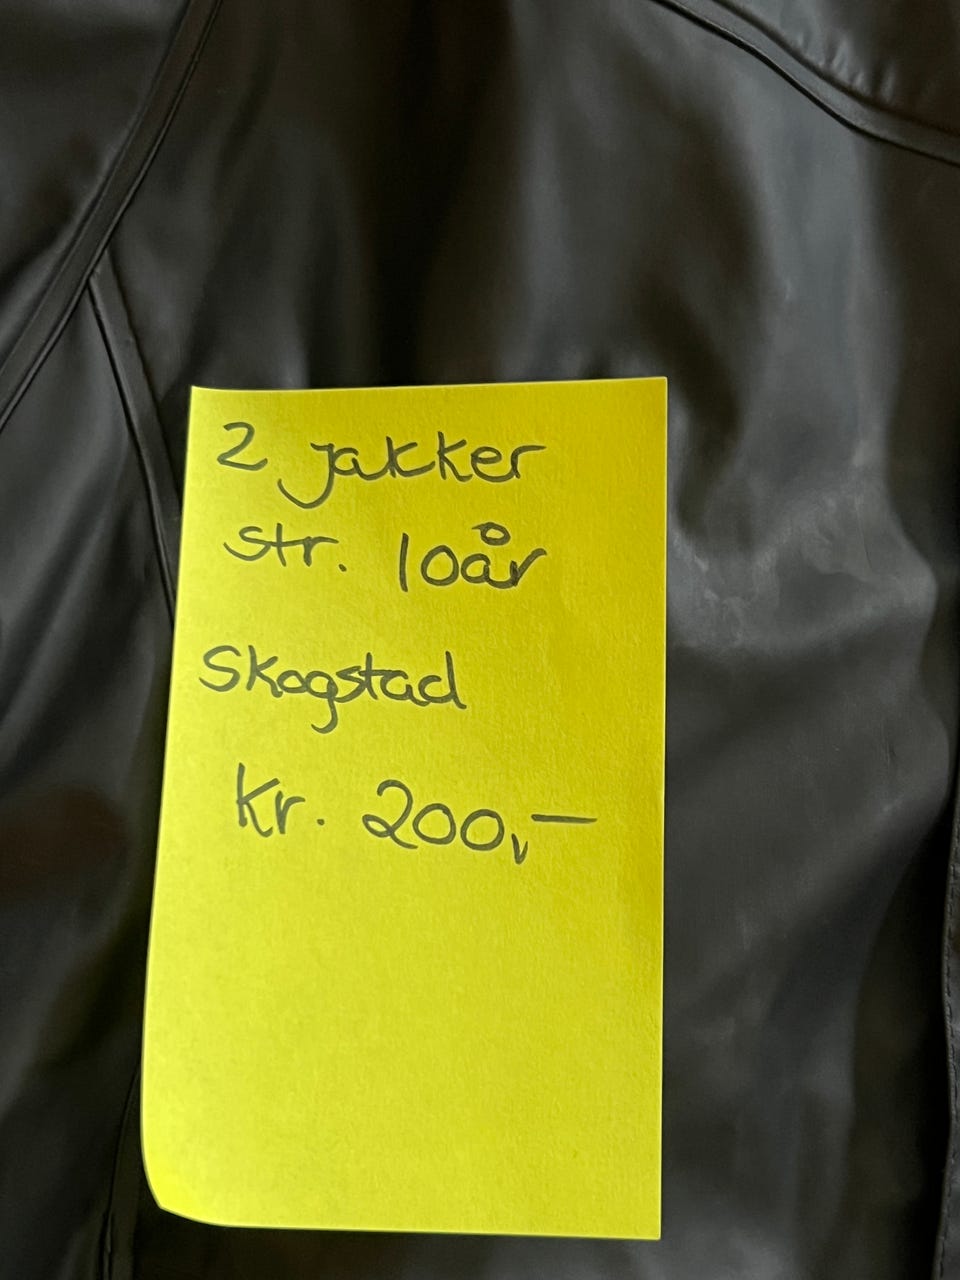 2 jakker
str. 10år
Skogstad
Kr. 200,-